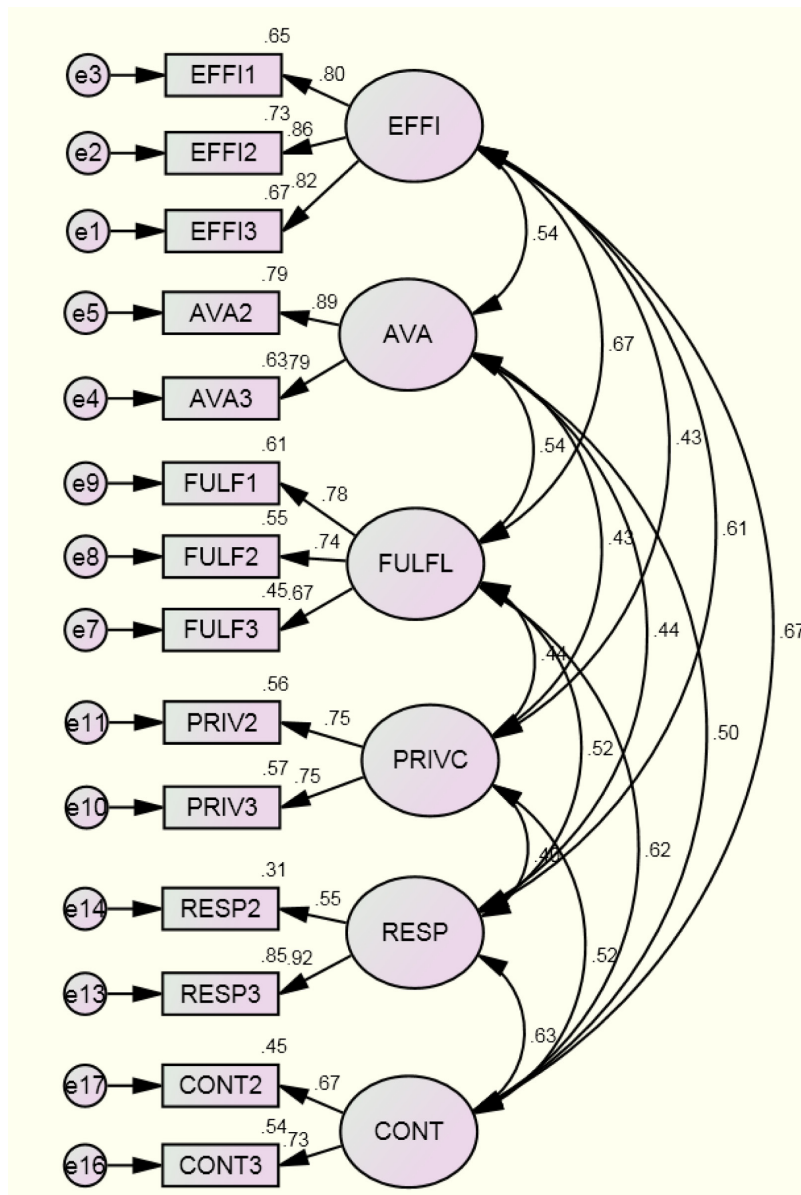 .65
e3 EFFI1 .80
EFFI
.73
e2 EFFI2 .86
.67 .82
e1 EFFI3
.54
.79
e5 AVA2 .89
AVA
.67
.63 .79
e4 AVA3
.43
.61
.54
e9 FULF1 .78
.55
.61
e8 FULF2 .74
FULFL
.43
.45 .67
e7 FULF3
.44
.67
.44
.56
e11 PRIV2 .75
.50
.52
PRIVC
.57 .75
e10 PRIV3
.40
.62
.31
e14 RESP2 .55
RESP
.85 .92
.52
e13 RESP3
.63
.45
e17 CONT2 .67
CONT
.54 .73
e16 CONT3